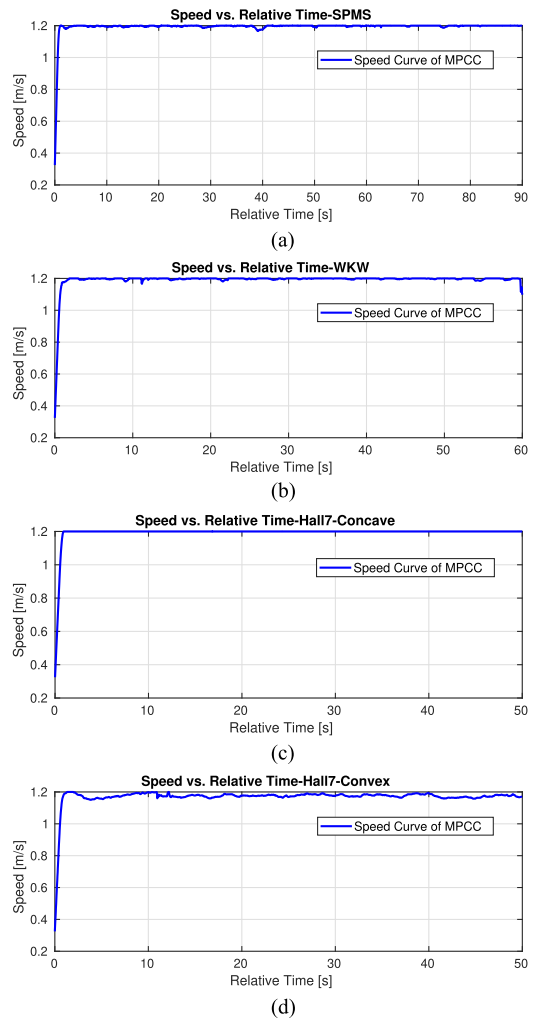 Speed vs. Relative Time-SPMS
1.2
1
0.8
0.6
0.4
0.2
Speed [m/s]
Speed Curve of MPCC
0 10 20 30 40 50 60 70 80 90
Relative Time [s]
(a)
Speed vs. Relative Time-WKW
1.2
1
0.8
0.6
0.4
0.2
Speed [m/s]
Speed Curve of MPCC
0 10 20 30 40 50 60
Relative Time [s]
(b)
Speed vs. Relative Time-Hall7-Concave
1.2
1
0.8
0.6
0.4
0.2
Speed [m/s]
Speed Curve of MPCC
0 10 20 30 40 50
Relative Time [s]
(c)
Speed vs. Relative Time-Hall7-Convex
1.2
1
0.8
0.6
0.4
0.2
Speed [m/s]
Speed Curve of MPCC
0 10 20 30 40 50
Relative Time [s]
(d)